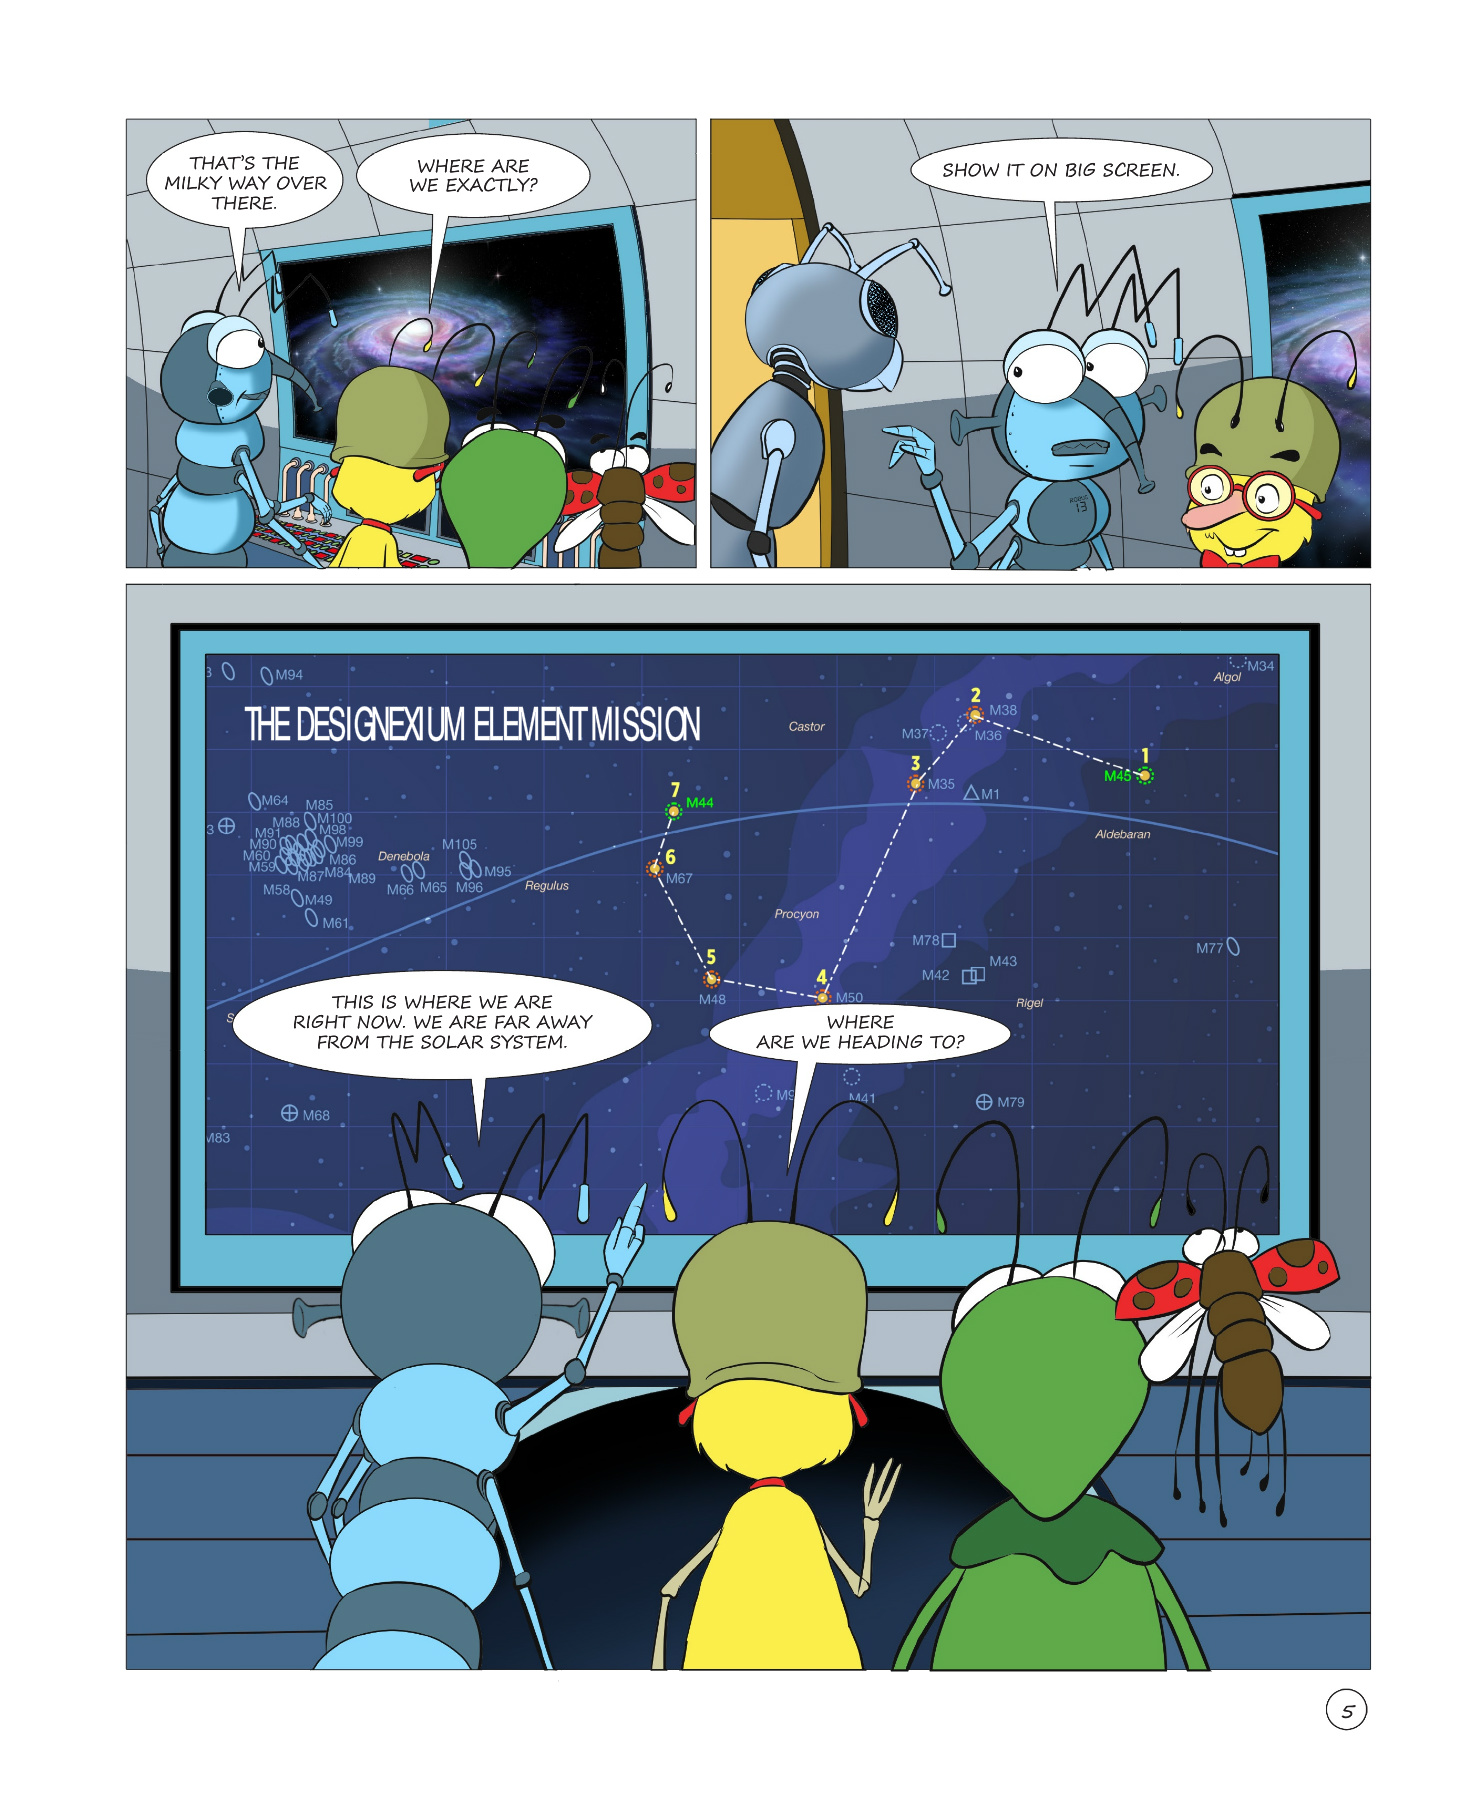 THAT'S THE
MILKY WAY OVER
THERE.
WHERE ARE
WE EXACTLY?
SHOW IT ON BIG SCREEN.
13
THE DESIGNEXIUM ELEMENT MISSION
3
M94
M34
Algol
Castor
2
M38
M37
M36
1
M45
3
M35
M1
7
M44
Aldebaran
M64
M85
M100
M88
M98
M91
M90
M99
M60
M86
M59
M87
M84
M89
3
Denebola
M105
M95
M66
M65
M96
M58
M49
M61
Regulus
6
M67
Procyon
M78
M43
M42
M77
Rigel
5
M48
4
M50
S
THIS IS WHERE WE ARE
RIGHT NOW. WE ARE FAR AWAY
FROM THE SOLAR SYSTEM.
WHERE
ARE WE HEADING TO?
M9
M41
M68
M79
M83
5